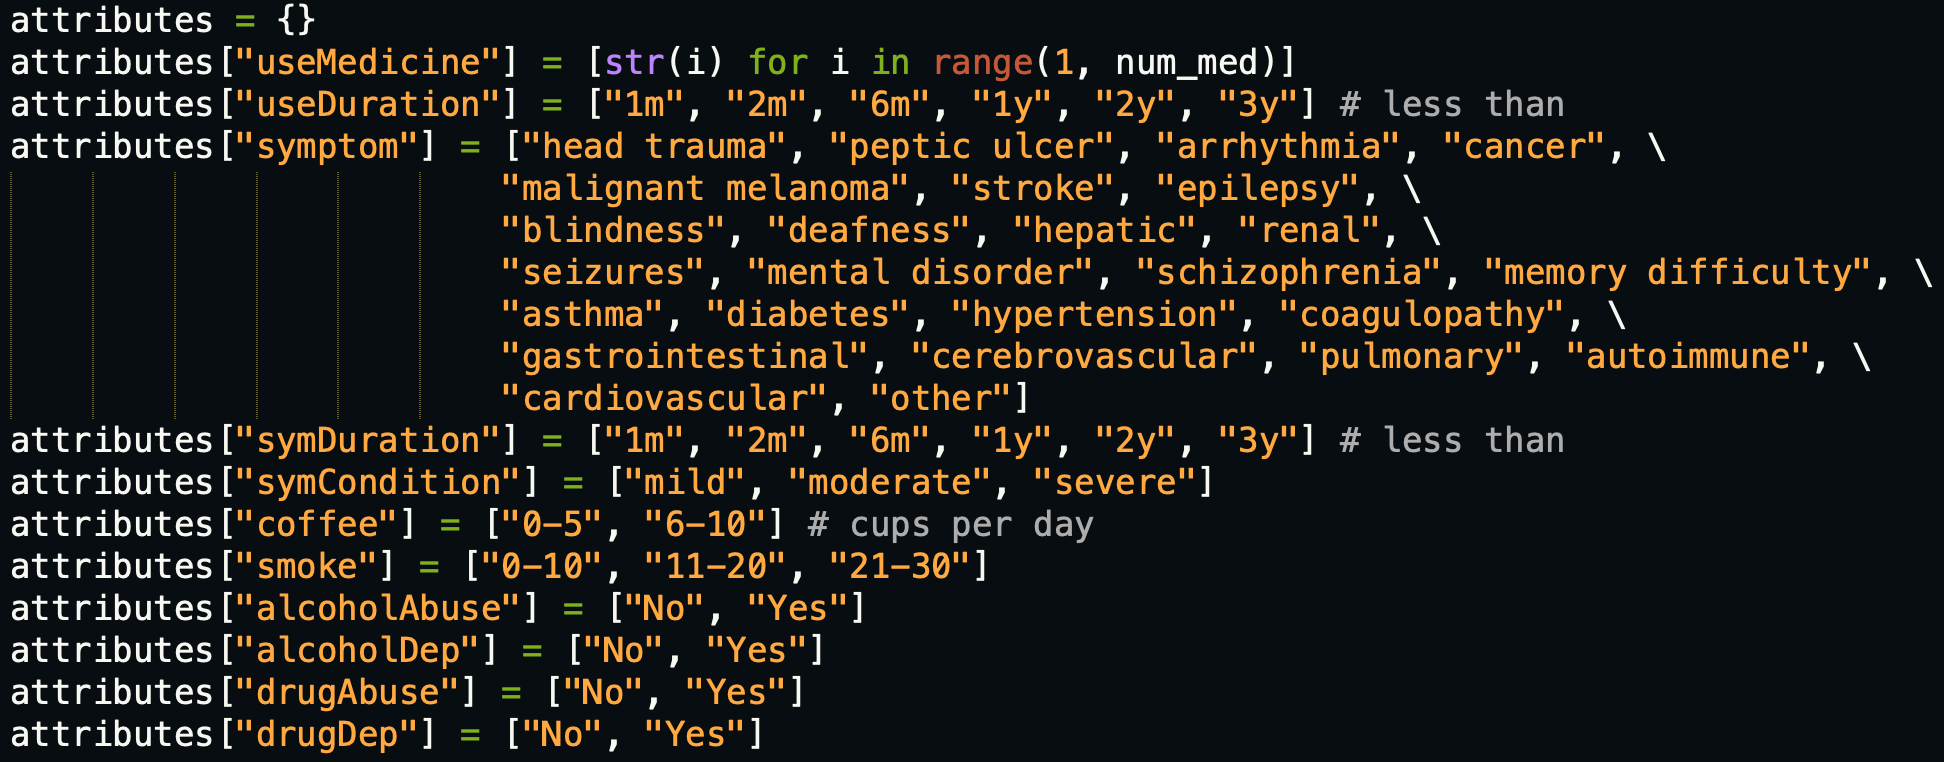 attributes = {}
attributes["useMedicine"] = [str(i) for i in range(1, num_med)]
attributes["useDuration"] = ["1m", "2m", "6m", "1y", "2y", "3y"] # less than
attributes["symptom"] = ["head trauma", "peptic ulcer", "arrhythmia", "cancer", \
"malignant melanoma", "stroke", "epilepsy", \
"blindness", "deafness", "hepatic", "renal", \
"seizures", "mental disorder", "schizophrenia", "memory difficulty", \
"asthma", "diabetes", "hypertension", "coagulopathy", \
"gastrointestinal", "cerebrovascular", "pulmonary", "autoimmune", \
"cardiovascular", "other"]
attributes["symDuration"] = ["1m", "2m", "6m", "1y", "2y", "3y"] # less than
attributes["symCondition"] = ["mild", "moderate", "severe"]
attributes["coffee"] = ["0-5", "6-10"] # cups per day
attributes["smoke"] = ["0-10", "11-20", "21-30"]
attributes["alcoholAbuse"] = ["No", "Yes"]
attributes["alcoholDep"] = ["No", "Yes"]
attributes["drugAbuse"] = ["No", "Yes"]
attributes["drugDep"] = ["No", "Yes"]